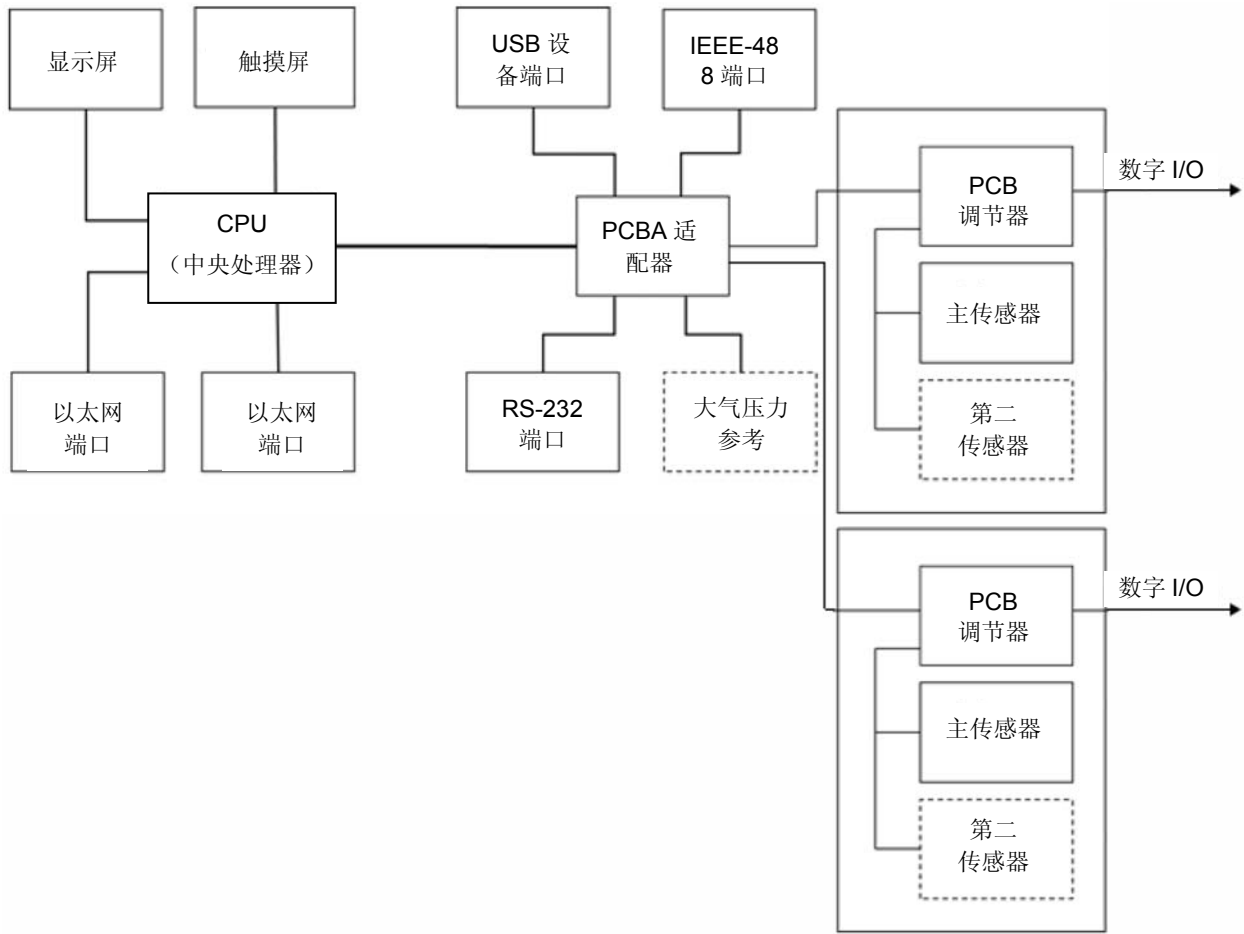 显示屏
触摸屏
USB 设
备端口
IEEE-48
8 端口
CPU
（中央处理器）
PCBA 适
配器
以太网
端口
以太网
端口
RS-232
端口
大气压力
参考
PCB
调节器
数字 I/O
主传感器
第二
传感器
PCB
调节器
数字 I/O
主传感器
第二
传感器